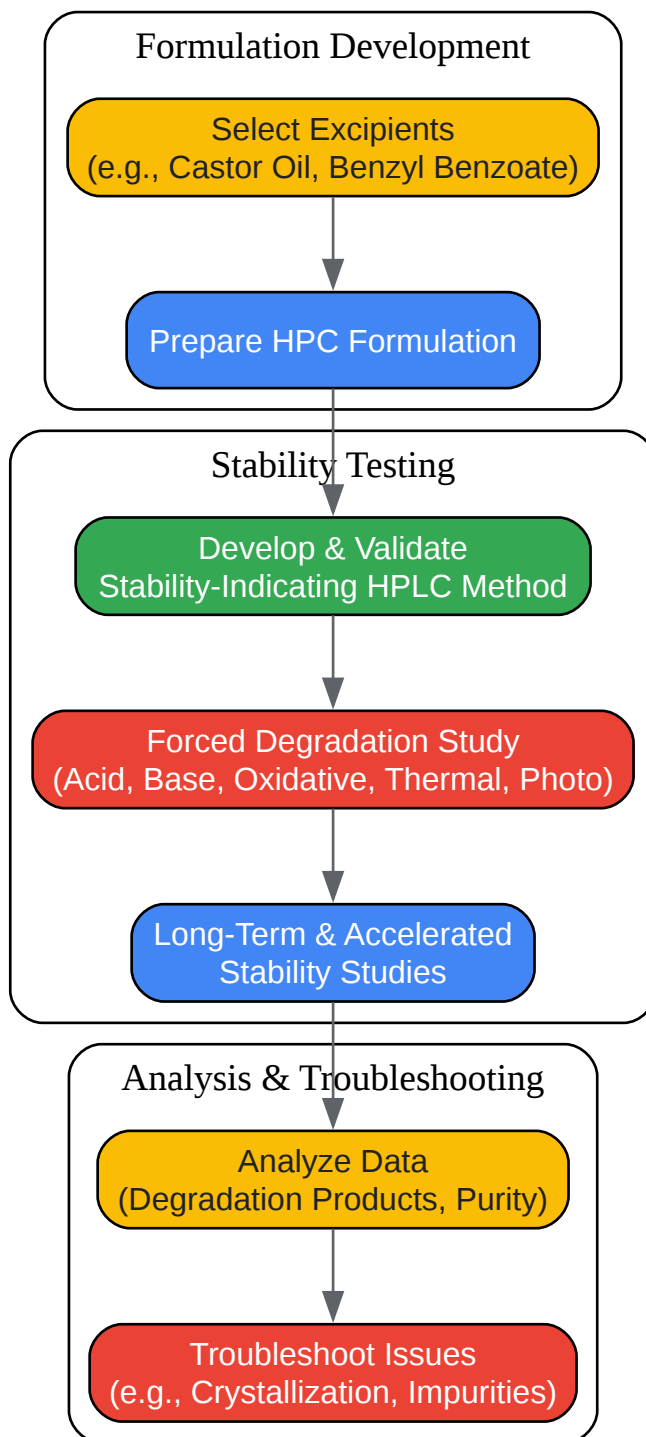 Formulation Development
Select Excipients
(e.g., Castor Oil, Benzyl Benzoate)
Prepare HPC Formulation
Stability Testing
Develop & Validate
Stability-Indicating HPLC Method
Forced Degradation Study
(Acid, Base, Oxidative, Thermal, Photo)
Long-Term & Accelerated
Stability Studies
Analysis & Troubleshooting
Analyze Data
(Degradation Products, Purity)
Troubleshoot Issues
(e.g., Crystallization, Impurities)